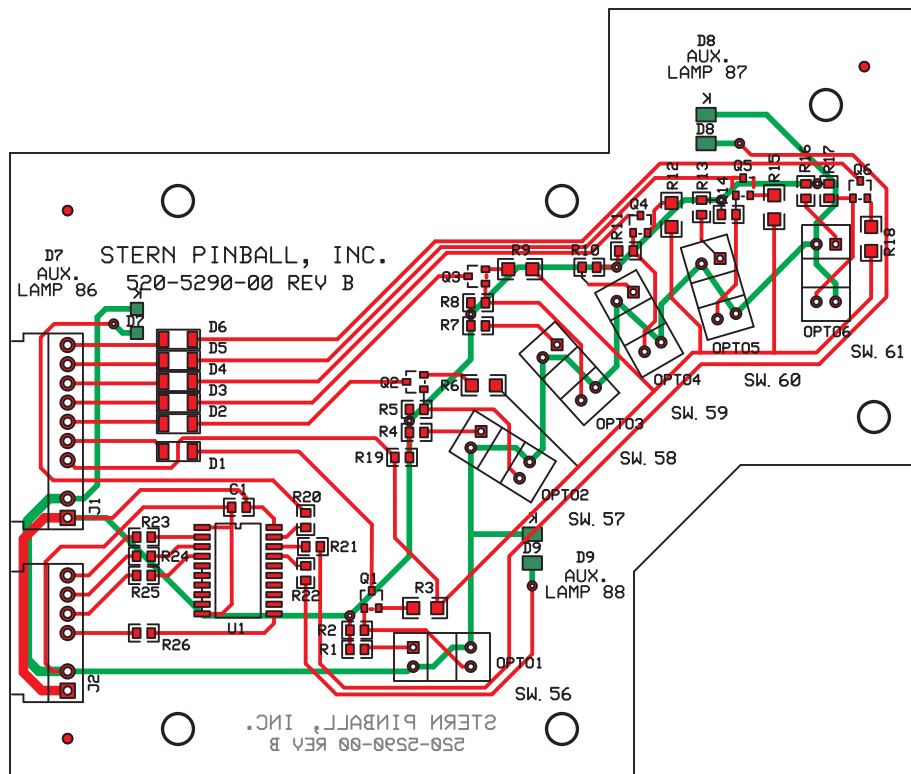 D8
AUX.
LAMP 87
K
D8
R12
R13
R14
Q5
R15
R16
R17
Q6
Q4
R11
R18
STERN PINBALL, INC.
520-5290-00 REV B
D7
AUX.
LAMP 86
K
D7
R9
R10
Q3
R8
R7
D6
D5
D4
D3
D2
D1
Q2
R6
R5
R4
R19
OPTO6
SW. 61
OPTO5
SW. 60
OPTO4
SW. 59
OPTO3
SW. 58
OPTO2
SW. 57
J1
C1
R20
R23
R24
R25
R21
R22
U1
R26
K
D9
D9
AUX.
LAMP 88
Q1
R3
R2
R1
OPTO1
SW. 56
J2
STERN PINBALL, INC.
520-5290-00 REV B